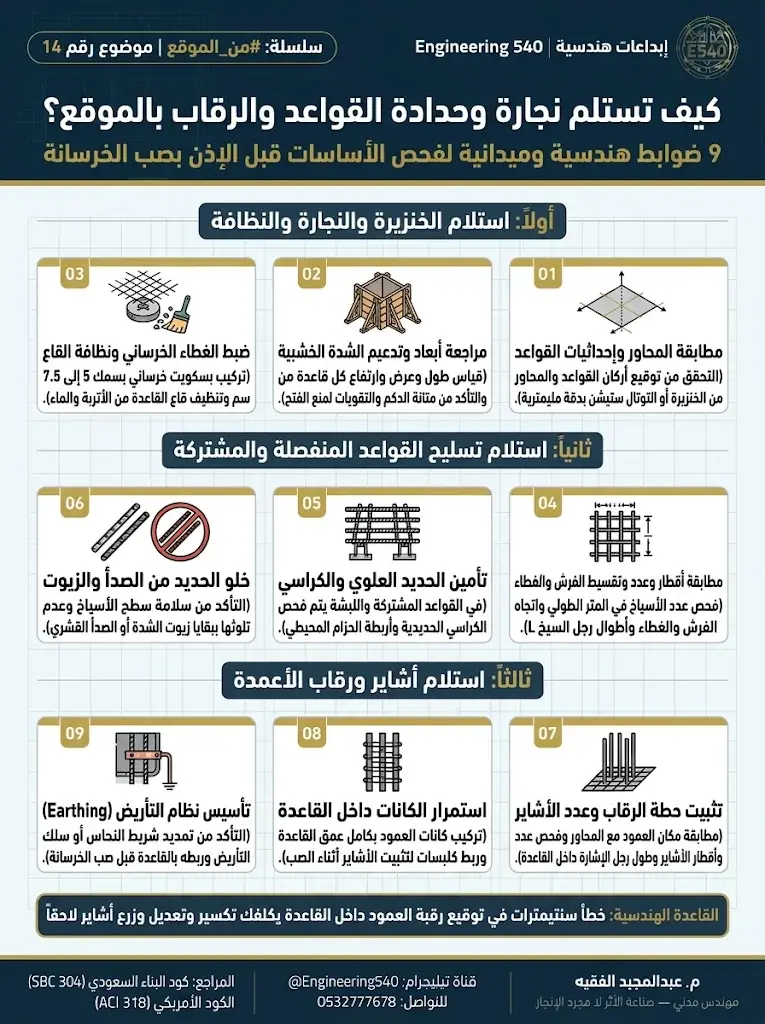 إبداعات هندسية | Engineering 540
E540
سلسلة: #من_الموقع | موضوع رقم 14
كيف تستلم نجارة وحدادة القواعد والرقاب بالموقع؟
9 ضوابط هندسية وميدانية لفحص الأساسات قبل الإذن بصب الخرسانة
أولاً: استلام الخنزيرة والنجارة والنظافة
01
مطابقة المحاور وإحداثيات القواعد
(التحقق من توقيع أركان القواعد والمحاور
من الخنزيرة أو التوتال ستيشن بدقة مليمترية).
02
مراجعة أبعاد وتدعيم الشدة الخشبية
(قياس طول وعرض وارتفاع كل قاعدة من
والتأكد من متانة الدكم والتقويات لمنع الفتح).
03
ضبط الغطاء الخرساني ونظافة القاع
(تركيب بسكويت خرساني بسمك 5 إلى 7.5
سم وتنظيف قاع القاعدة من الأتربة والماء).
ثانياً: استلام تسليح القواعد المنفصلة والمشتركة
04
مطابقة أقطار وعدد وتقسيط الفرش والغطاء
(فحص عدد الأسياخ في المتر الطولي واتجاه
الفرش والغطاء وأطوال رجل السيخ L).
05
تأمين الحديد العلوي والكراسي
(في القواعد المشتركة واللبشة يتم فحص
الكراسي الحديدية وأربطة الحزام المحيطي).
06
خلو الحديد من الصدأ والزيوت
(التأكد من سلامة سطح الأسياخ وعدم
تلوثها ببقايا زيوت الشدة أو الصدأ القشري).
ثالثاً: استلام أشاير ورقاب الأعمدة
07
تثبيت حطة الرقاب وعدد الأشاير
(مطابقة مكان العمود مع المحاور وفحص عدد
وأقطار الأشاير وطول رجل الإشارة داخل القاعدة).
08
استمرار الكانات داخل القاعدة
(تركيب كانات العمود بكامل عمق القاعدة
وربط كلبسات لتثبيت الأشاير أثناء الصب).
09
تأسيس نظام التأريض (Earthing)
(التأكد من تمديد شريط النحاس أو سلك
التأريض وربطه بالقاعدة قبل صب الخرسانة).
القاعدة الهندسية: خطأ سنتيمترات في توقيع رقبة العمود داخل القاعدة يكلفك تكسير وتعديل وزرع أشاير لاحقاً
م. عبدالمجيد الفقيه
مهندس مدني — صناعة الأثر لا مجرد الإنجاز
قناة تيليجرام: Engineering540@
للتواصل: 0532777678
المراجع: كود البناء السعودي (SBC 304)
الكود الأمريكي (ACI 318)